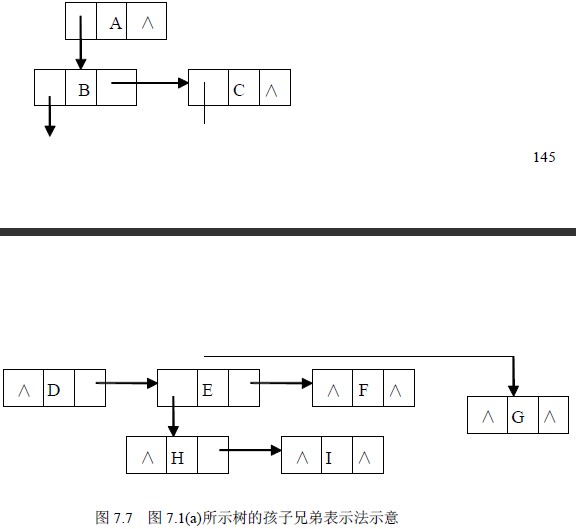 A ∧
B C ∧
145
∧ D E ∧ F ∧
∧ G ∧
∧ H ∧ I ∧
图 7.7 图 7.1(a)所示树的孩子兄弟表示法示意